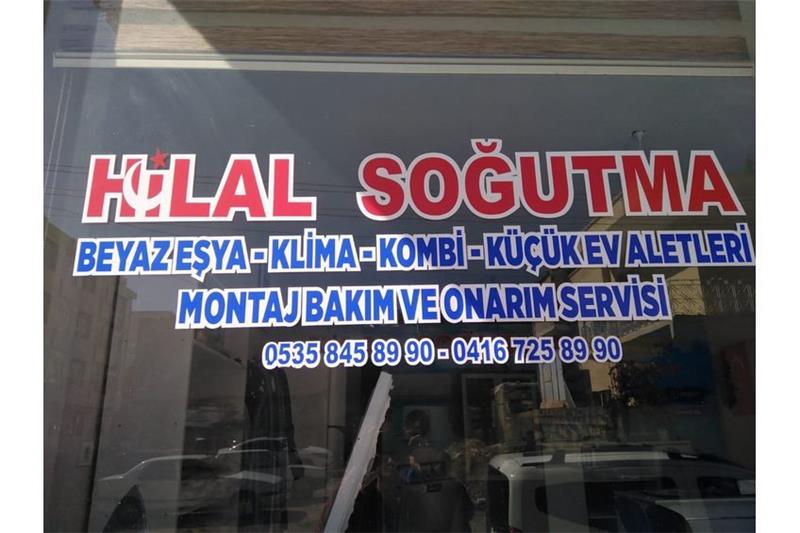 HİLAL SOĞUTMA
BEYAZ EŞYA - KLİMA - KOMBİ - KÜÇÜK EV ALETLERİ
MONTAJ BAKIM VE ONARIM SERVİSİ
0535 845 89 90 - 0416 725 89 90